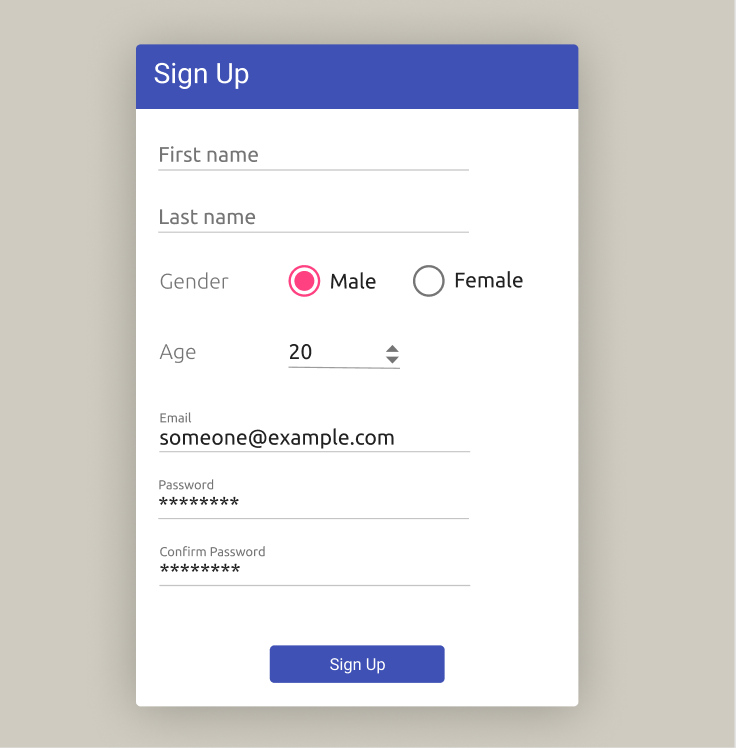 Sign Up
First name
Last name
Gender Male Female
Age 20
Email
someone@example.com
Password
********
Confirm Password
********
Sign Up